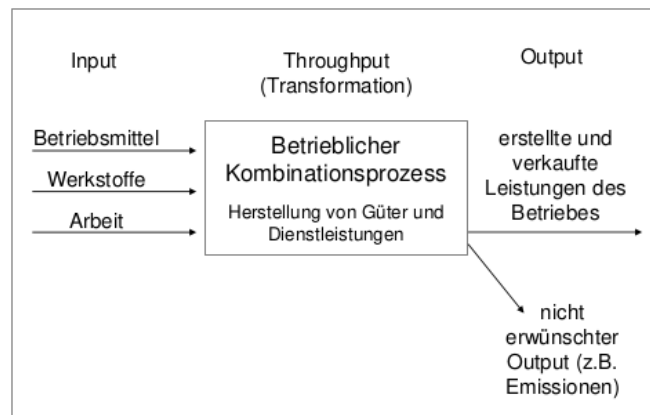 Input
Throughput
(Transformation)
Output
Betriebsmittel
Werkstoffe
Arbeit
Betrieblicher
Kombinationsprozess
Herstellung von Güter und
Dienstleistungen
erstellte und
verkaufte
Leistungen des
Betriebes
nicht
erwünschter
Output (z.B.
Emissionen)